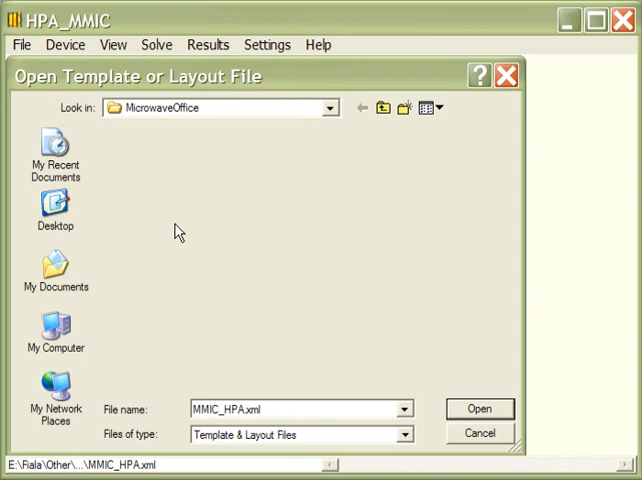 HPA_MMIC
File Device View Solve Results Settings Help
Open Template or Layout File
Look in: MicrowaveOffice
My Recent
Documents
Desktop
My Documents
My Computer
My Network
Places
File name: MMIC_HPA.xml Open
Files of type: Template & Layout Files Cancel
E:\Fiala\Other\...\MMIC_HPA.xml